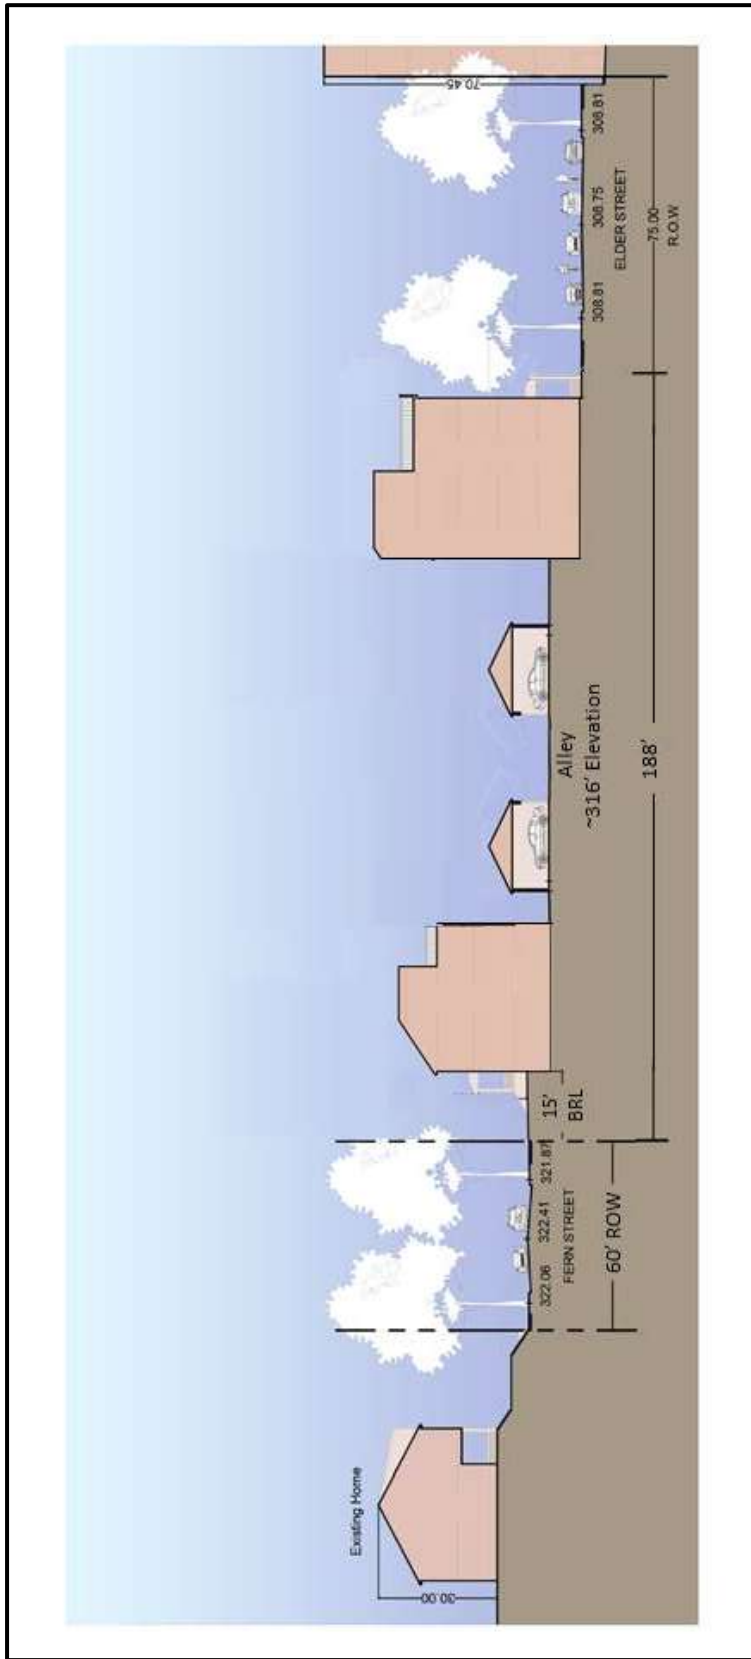 Existing Home
30.00
322.06 322.41 321.87
FERN STREET
60' ROW
15'
BRL
Alley
~316' Elevation
188'
70.45
308.81 308.75 308.81
ELDER STREET
75.00
R.O.W